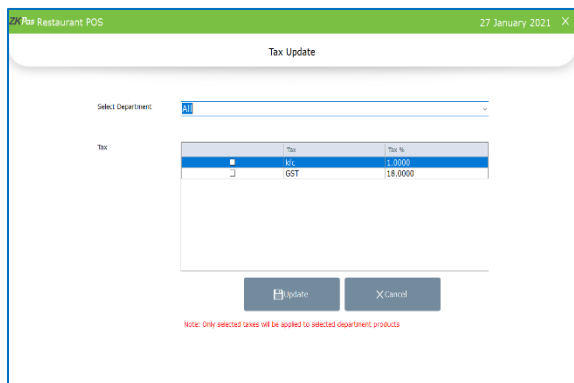 ZKPos Restaurant POS 27 January 2021 X
Tax Update
Select Department All
Tax
Tax Tax %
kfc 1.0000
GST 18.0000
Update X Cancel
Note: Only selected taxes will be applied to selected department products